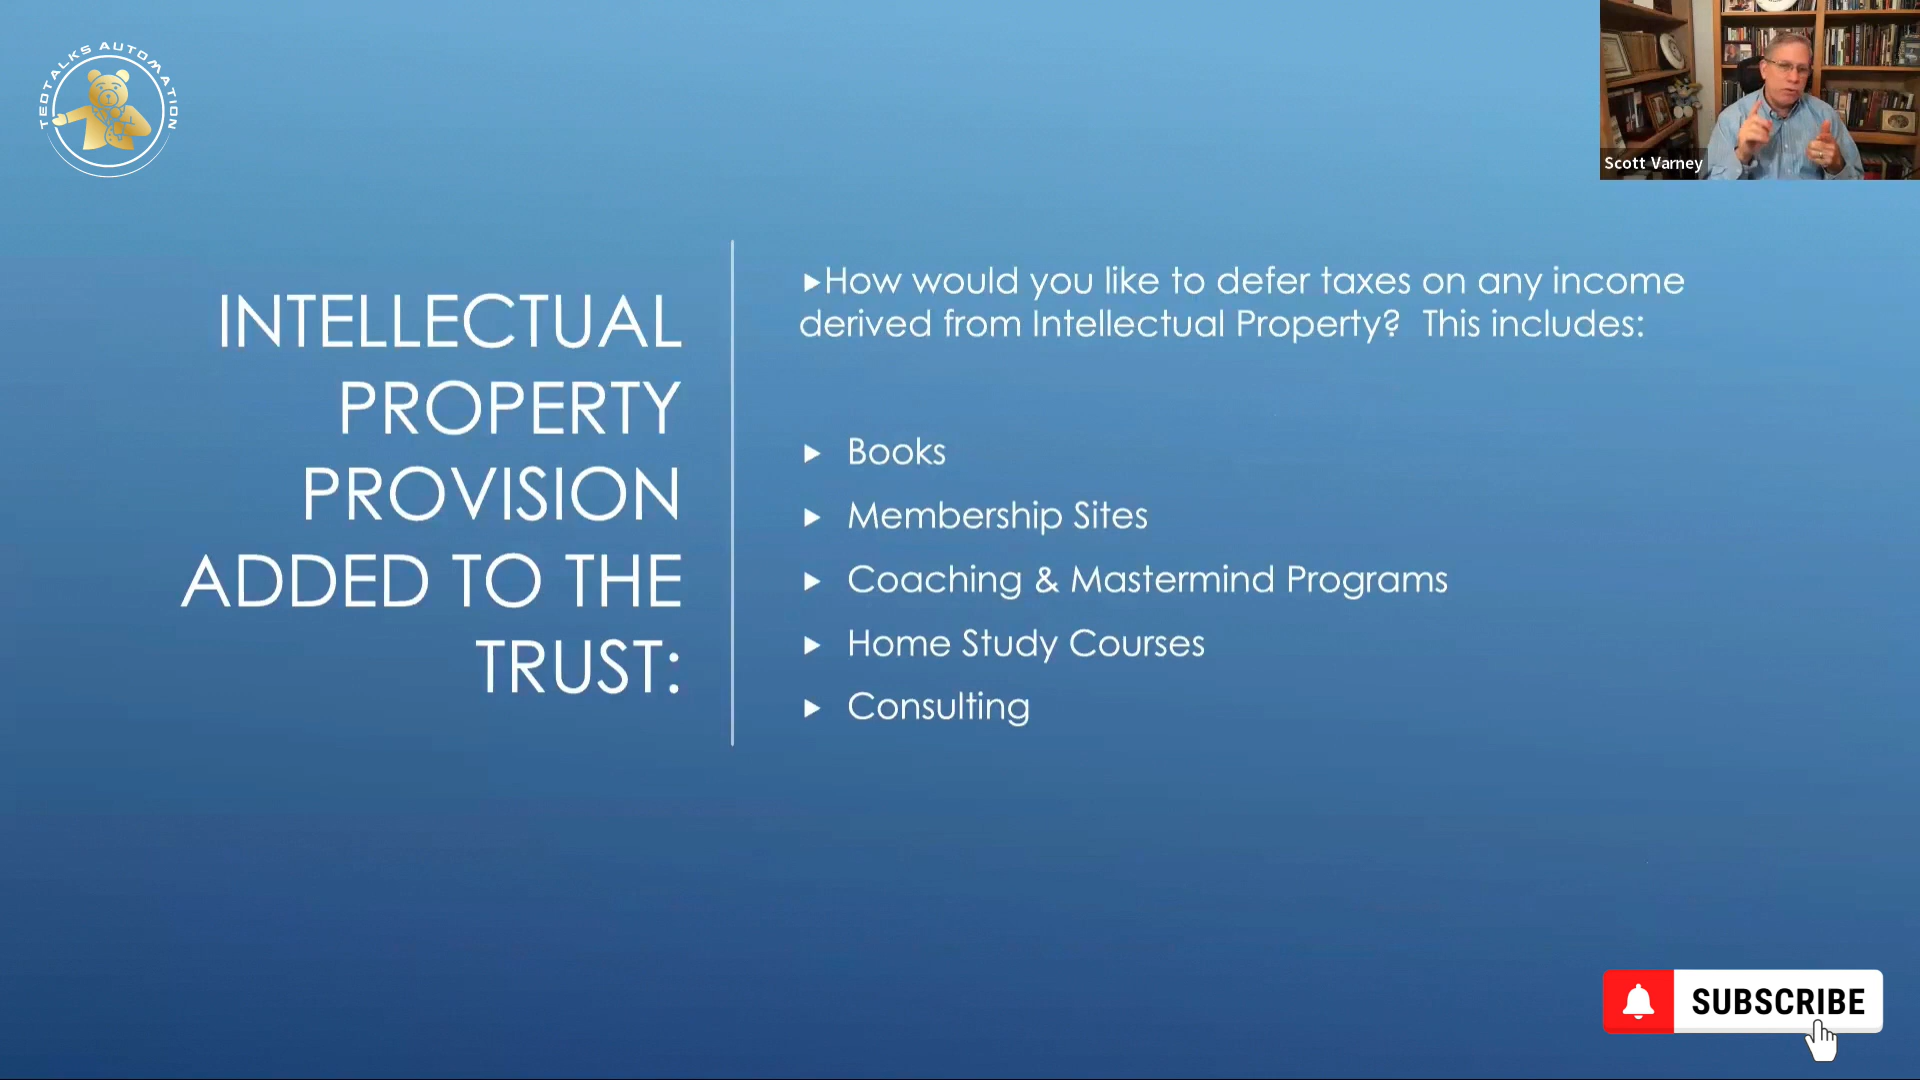 TEDTALKS AUTOMATION
Scott Varney
INTELLECTUAL
PROPERTY
PROVISION
ADDED TO THE
TRUST:
▶How would you like to defer taxes on any income
derived from Intellectual Property?  This includes:
▶ Books
▶ Membership Sites
▶ Coaching & Mastermind Programs
▶ Home Study Courses
▶ Consulting
SUBSCRIBE